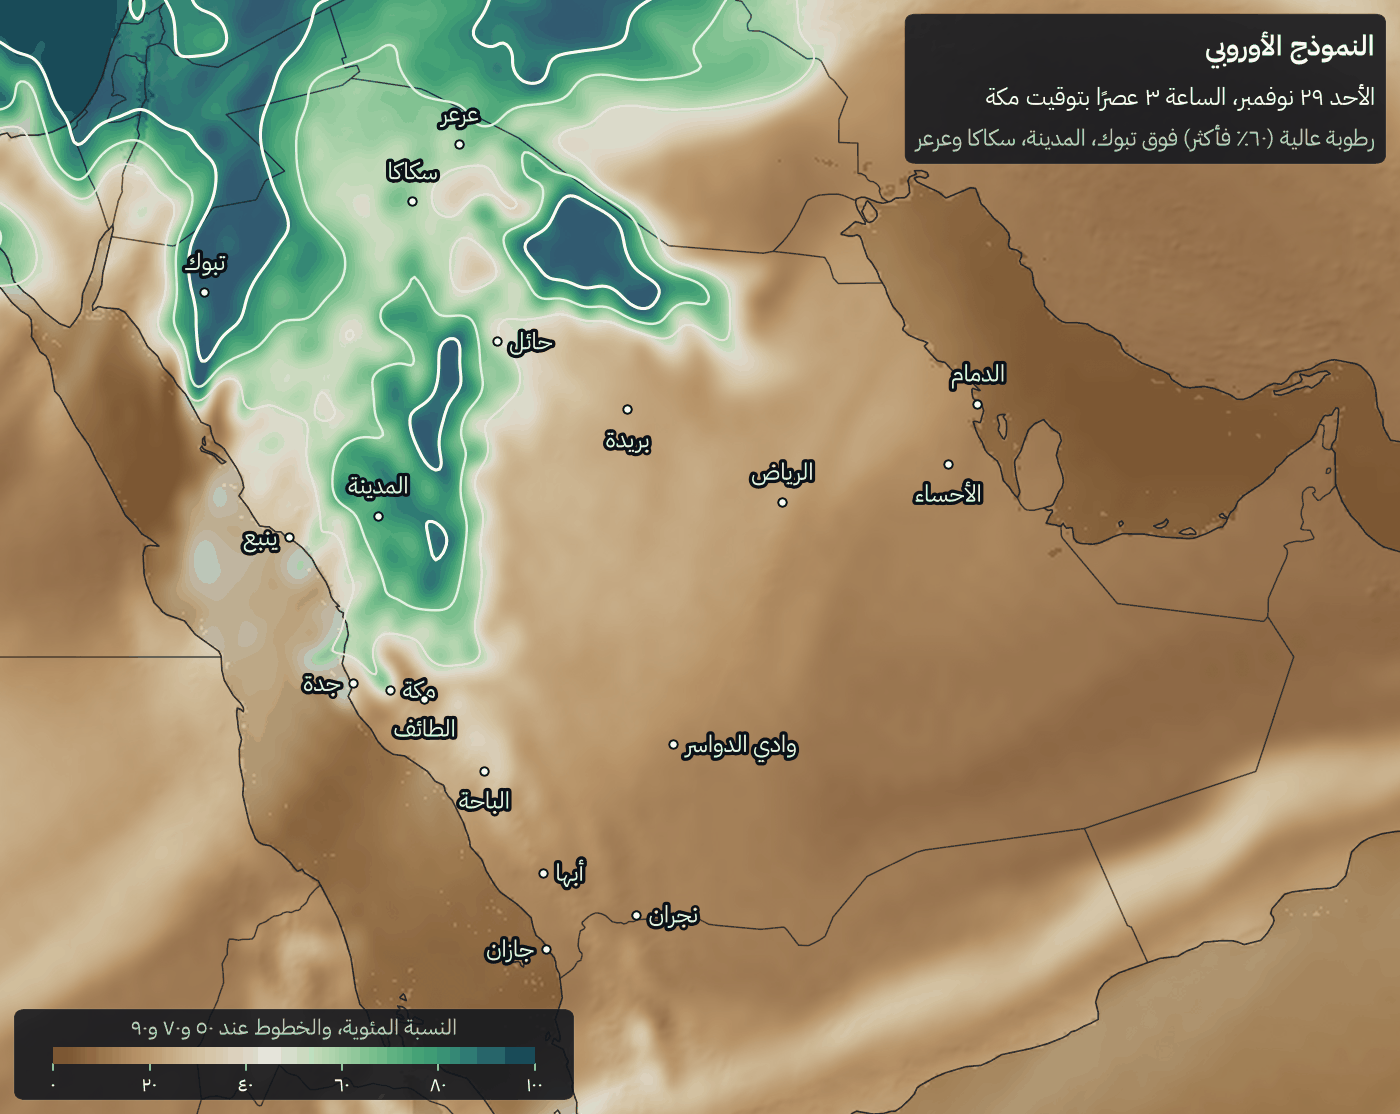 النموذج الأوروبي
الأحد ٢٩ نوفمبر، الساعة ٣ عصرًا بتوقيت مكة
رطوبة عالية (٦٠٪ فأكثر) فوق تبوك، المدينة، سكاكا وعرعر
عرعر
سكاكا
تبوك
حائل
الدمام
بريدة
الرياض
الأحساء
المدينة
ينبع
جدة
مكة
الطائف
وادي الدواسر
الباحة
أبها
نجران
جازان
النسبة المئوية، والخطوط عند ٥٠ و٧٠ و٩٠
٠ ٢٠ ٤٠ ٦٠ ٨٠ ١٠٠